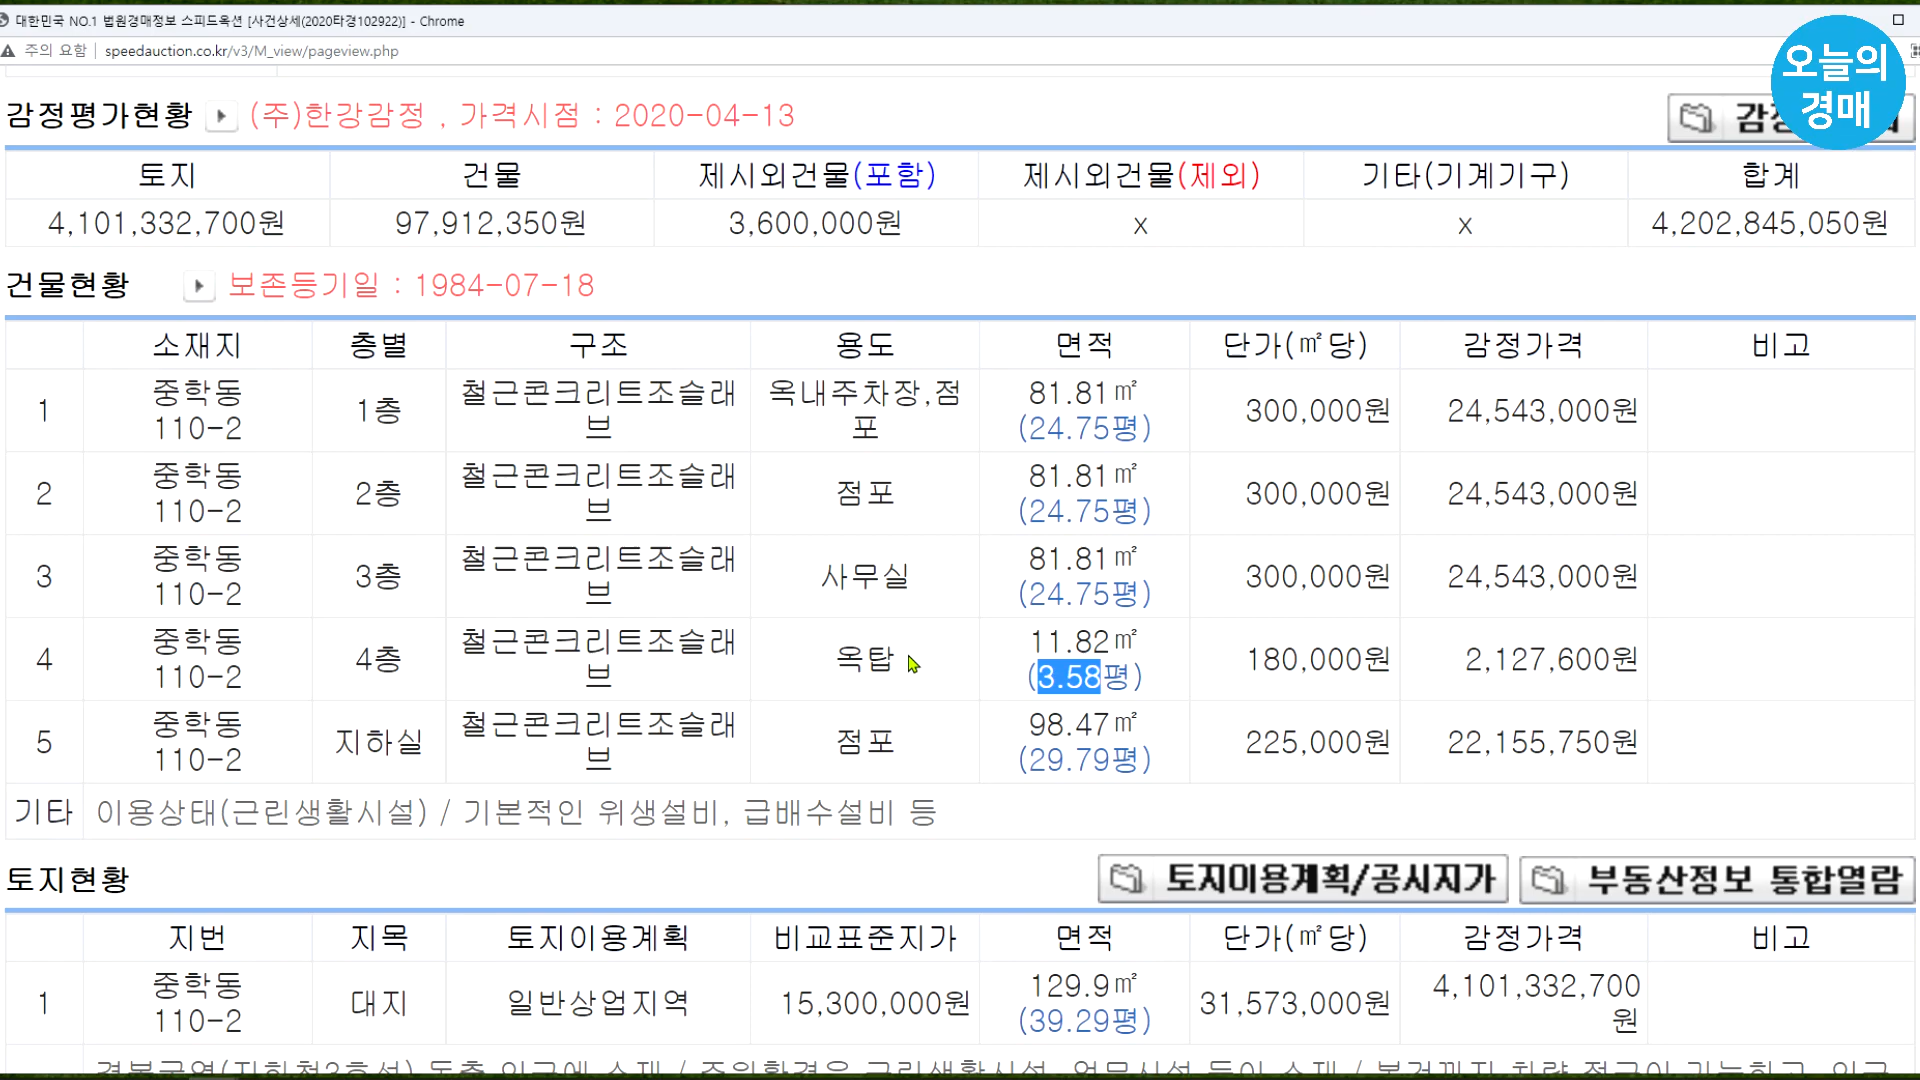 대한민국 NO.1 법원경매정보 스피드옥션 [사건상세(2020타경102922)] - Chrome
주의 요함 | speedauction.co.kr/v3/M_view/pageview.php
오늘의
경매
감정평가현황 (주)한강감정 , 가격시점 : 2020-04-13
토지 건물 제시외건물(포함) 제시외건물(제외) 기타(기계기구) 합계
4,101,332,700원 97,912,350원 3,600,000원 x x 4,202,845,050원
건물현황 보존등기일 : 1984-07-18
소재지 층별 구조 용도 면적 단가(㎡당) 감정가격 비고
1 중학동 110-2 1층 철근콘크리트조슬래브 옥내주차장,점포 81.81㎡ (24.75평) 300,000원 24,543,000원
2 중학동 110-2 2층 철근콘크리트조슬래브 점포 81.81㎡ (24.75평) 300,000원 24,543,000원
3 중학동 110-2 3층 철근콘크리트조슬래브 사무실 81.81㎡ (24.75평) 300,000원 24,543,000원
4 중학동 110-2 4층 철근콘크리트조슬래브 옥탑 11.82㎡ (3.58평) 180,000원 2,127,600원
5 중학동 110-2 지하실 철근콘크리트조슬래브 점포 98.47㎡ (29.79평) 225,000원 22,155,750원
기타 이용상태(근린생활시설) / 기본적인 위생설비, 급배수설비 등
토지현황 토지이용계획/공시지가 부동산정보 통합열람
지번 지목 토지이용계획 비교표준지가 면적 단가(㎡당) 감정가격 비고
1 중학동 110-2 대지 일반상업지역 15,300,000원 129.9㎡ (39.29평) 31,573,000원 4,101,332,700원